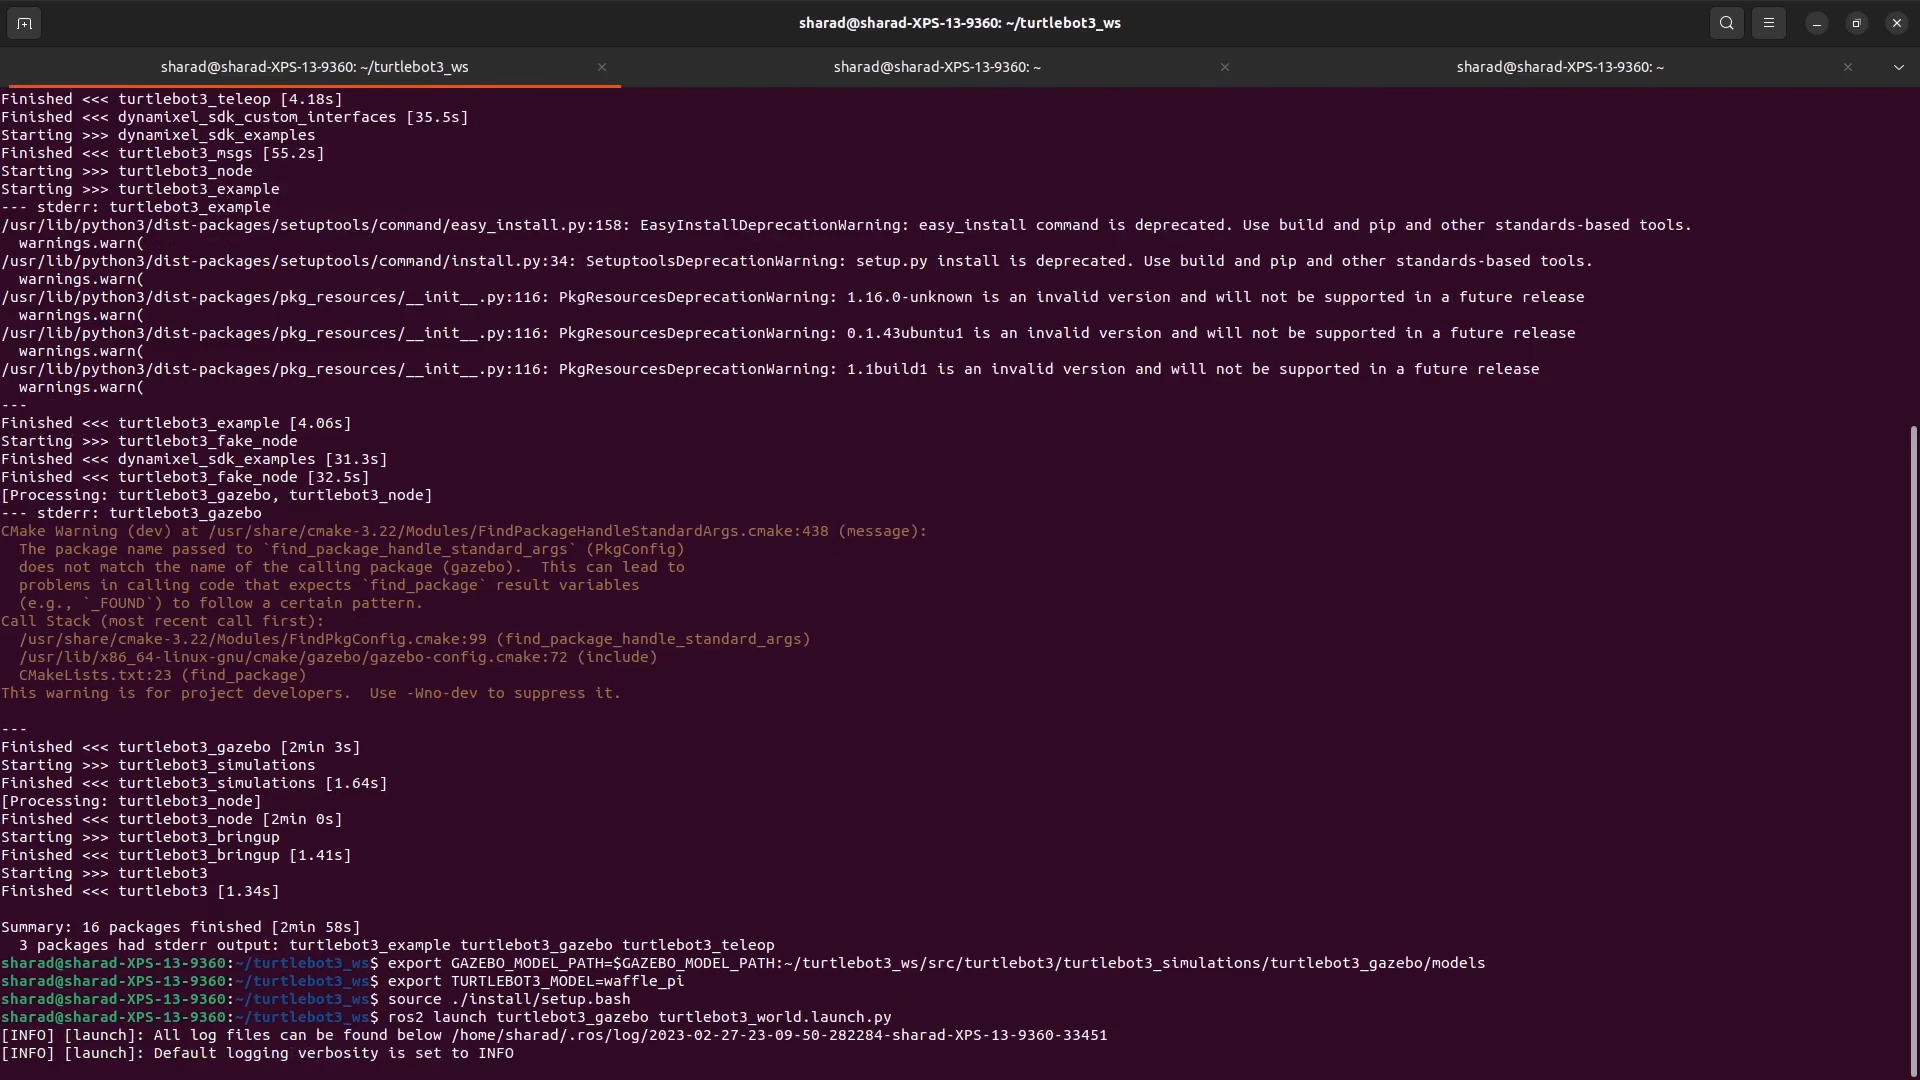 sharad@sharad-XPS-13-9360: ~/turtlebot3_ws
sharad@sharad-XPS-13-9360: ~/turtlebot3_ws
sharad@sharad-XPS-13-9360: ~
sharad@sharad-XPS-13-9360: ~
Finished <<< turtlebot3_teleop [4.18s]
Finished <<< dynamixel_sdk_custom_interfaces [35.5s]
Starting >>> dynamixel_sdk_examples
Finished <<< turtlebot3_msgs [55.2s]
Starting >>> turtlebot3_node
Starting >>> turtlebot3_example
--- stderr: turtlebot3_example
/usr/lib/python3/dist-packages/setuptools/command/easy_install.py:158: EasyInstallDeprecationWarning: easy_install command is deprecated. Use build and pip and other standards-based tools.
  warnings.warn(
/usr/lib/python3/dist-packages/setuptools/command/install.py:34: SetuptoolsDeprecationWarning: setup.py install is deprecated. Use build and pip and other standards-based tools.
  warnings.warn(
/usr/lib/python3/dist-packages/pkg_resources/__init__.py:116: PkgResourcesDeprecationWarning: 1.16.0-unknown is an invalid version and will not be supported in a future release
  warnings.warn(
/usr/lib/python3/dist-packages/pkg_resources/__init__.py:116: PkgResourcesDeprecationWarning: 0.1.43ubuntu1 is an invalid version and will not be supported in a future release
  warnings.warn(
/usr/lib/python3/dist-packages/pkg_resources/__init__.py:116: PkgResourcesDeprecationWarning: 1.1build1 is an invalid version and will not be supported in a future release
  warnings.warn(
---
Finished <<< turtlebot3_example [4.06s]
Starting >>> turtlebot3_fake_node
Finished <<< dynamixel_sdk_examples [31.3s]
Finished <<< turtlebot3_fake_node [32.5s]
[Processing: turtlebot3_gazebo, turtlebot3_node]
--- stderr: turtlebot3_gazebo
CMake Warning (dev) at /usr/share/cmake-3.22/Modules/FindPackageHandleStandardArgs.cmake:438 (message):
  The package name passed to `find_package_handle_standard_args` (PkgConfig)
  does not match the name of the calling package (gazebo).  This can lead to
  problems in calling code that expects `find_package` result variables
  (e.g., `_FOUND`) to follow a certain pattern.
Call Stack (most recent call first):
  /usr/share/cmake-3.22/Modules/FindPkgConfig.cmake:99 (find_package_handle_standard_args)
  /usr/lib/x86_64-linux-gnu/cmake/gazebo/gazebo-config.cmake:72 (include)
  CMakeLists.txt:23 (find_package)
This warning is for project developers.  Use -Wno-dev to suppress it.
---
Finished <<< turtlebot3_gazebo [2min 3s]
Starting >>> turtlebot3_simulations
Finished <<< turtlebot3_simulations [1.64s]
[Processing: turtlebot3_node]
Finished <<< turtlebot3_node [2min 0s]
Starting >>> turtlebot3_bringup
Finished <<< turtlebot3_bringup [1.41s]
Starting >>> turtlebot3
Finished <<< turtlebot3 [1.34s]
Summary: 16 packages finished [2min 58s]
  3 packages had stderr output: turtlebot3_example turtlebot3_gazebo turtlebot3_teleop
sharad@sharad-XPS-13-9360:~/turtlebot3_ws$ export GAZEBO_MODEL_PATH=$GAZEBO_MODEL_PATH:~/turtlebot3_ws/src/turtlebot3/turtlebot3_simulations/turtlebot3_gazebo/models
sharad@sharad-XPS-13-9360:~/turtlebot3_ws$ export TURTLEBOT3_MODEL=waffle_pi
sharad@sharad-XPS-13-9360:~/turtlebot3_ws$ source ./install/setup.bash
sharad@sharad-XPS-13-9360:~/turtlebot3_ws$ ros2 launch turtlebot3_gazebo turtlebot3_world.launch.py
[INFO] [launch]: All log files can be found below /home/sharad/.ros/log/2023-02-27-23-09-50-282284-sharad-XPS-13-9360-33451
[INFO] [launch]: Default logging verbosity is set to INFO